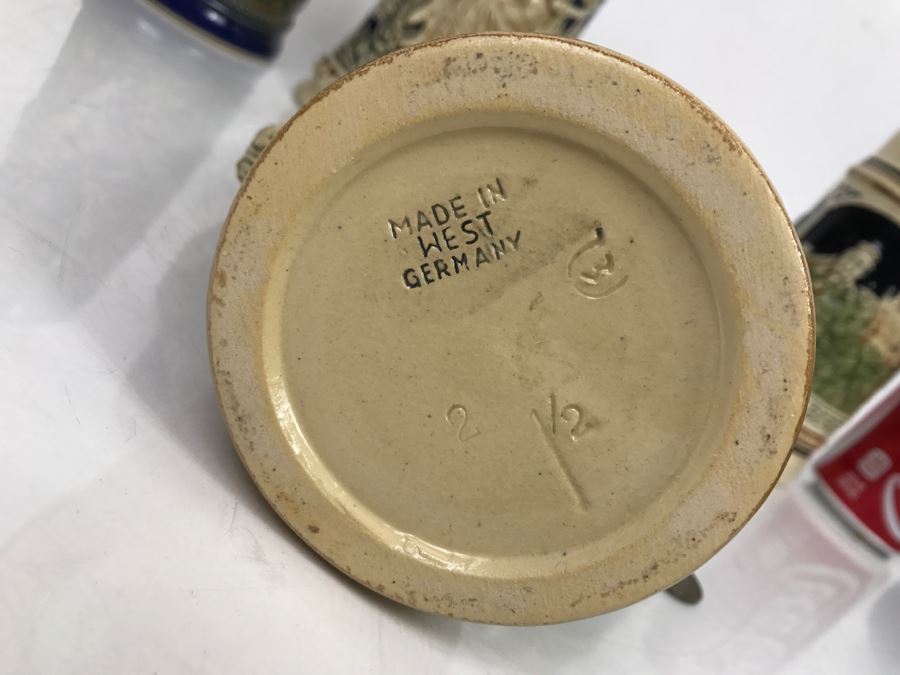 MADE IN
WEST
GERMANY
2 1/2